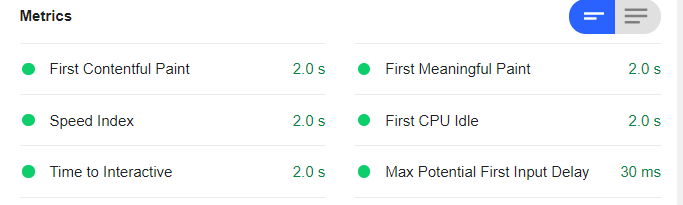 Metrics
First Contentful Paint 2.0 s
First Meaningful Paint 2.0 s
Speed Index 2.0 s
First CPU Idle 2.0 s
Time to Interactive 2.0 s
Max Potential First Input Delay 30 ms